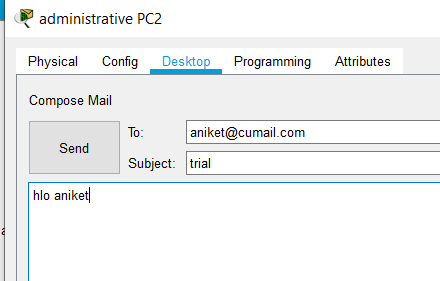 administrative PC2
Physical Config Desktop Programming Attributes
Compose Mail
Send
To: aniket@cumail.com
Subject: trial
hlo aniket